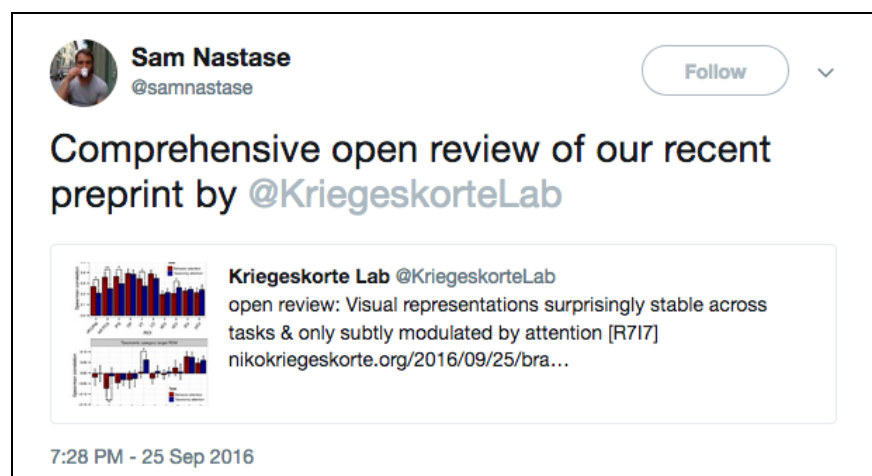 Sam Nastase
@samnastase
Follow
Comprehensive open review of our recent
preprint by @KriegeskorteLab
Kriegeskorte Lab @KriegeskorteLab
open review: Visual representations surprisingly stable across
tasks & only subtly modulated by attention [R7I7]
nikokriegeskorte.org/2016/09/25/bra…
7:28 PM - 25 Sep 2016